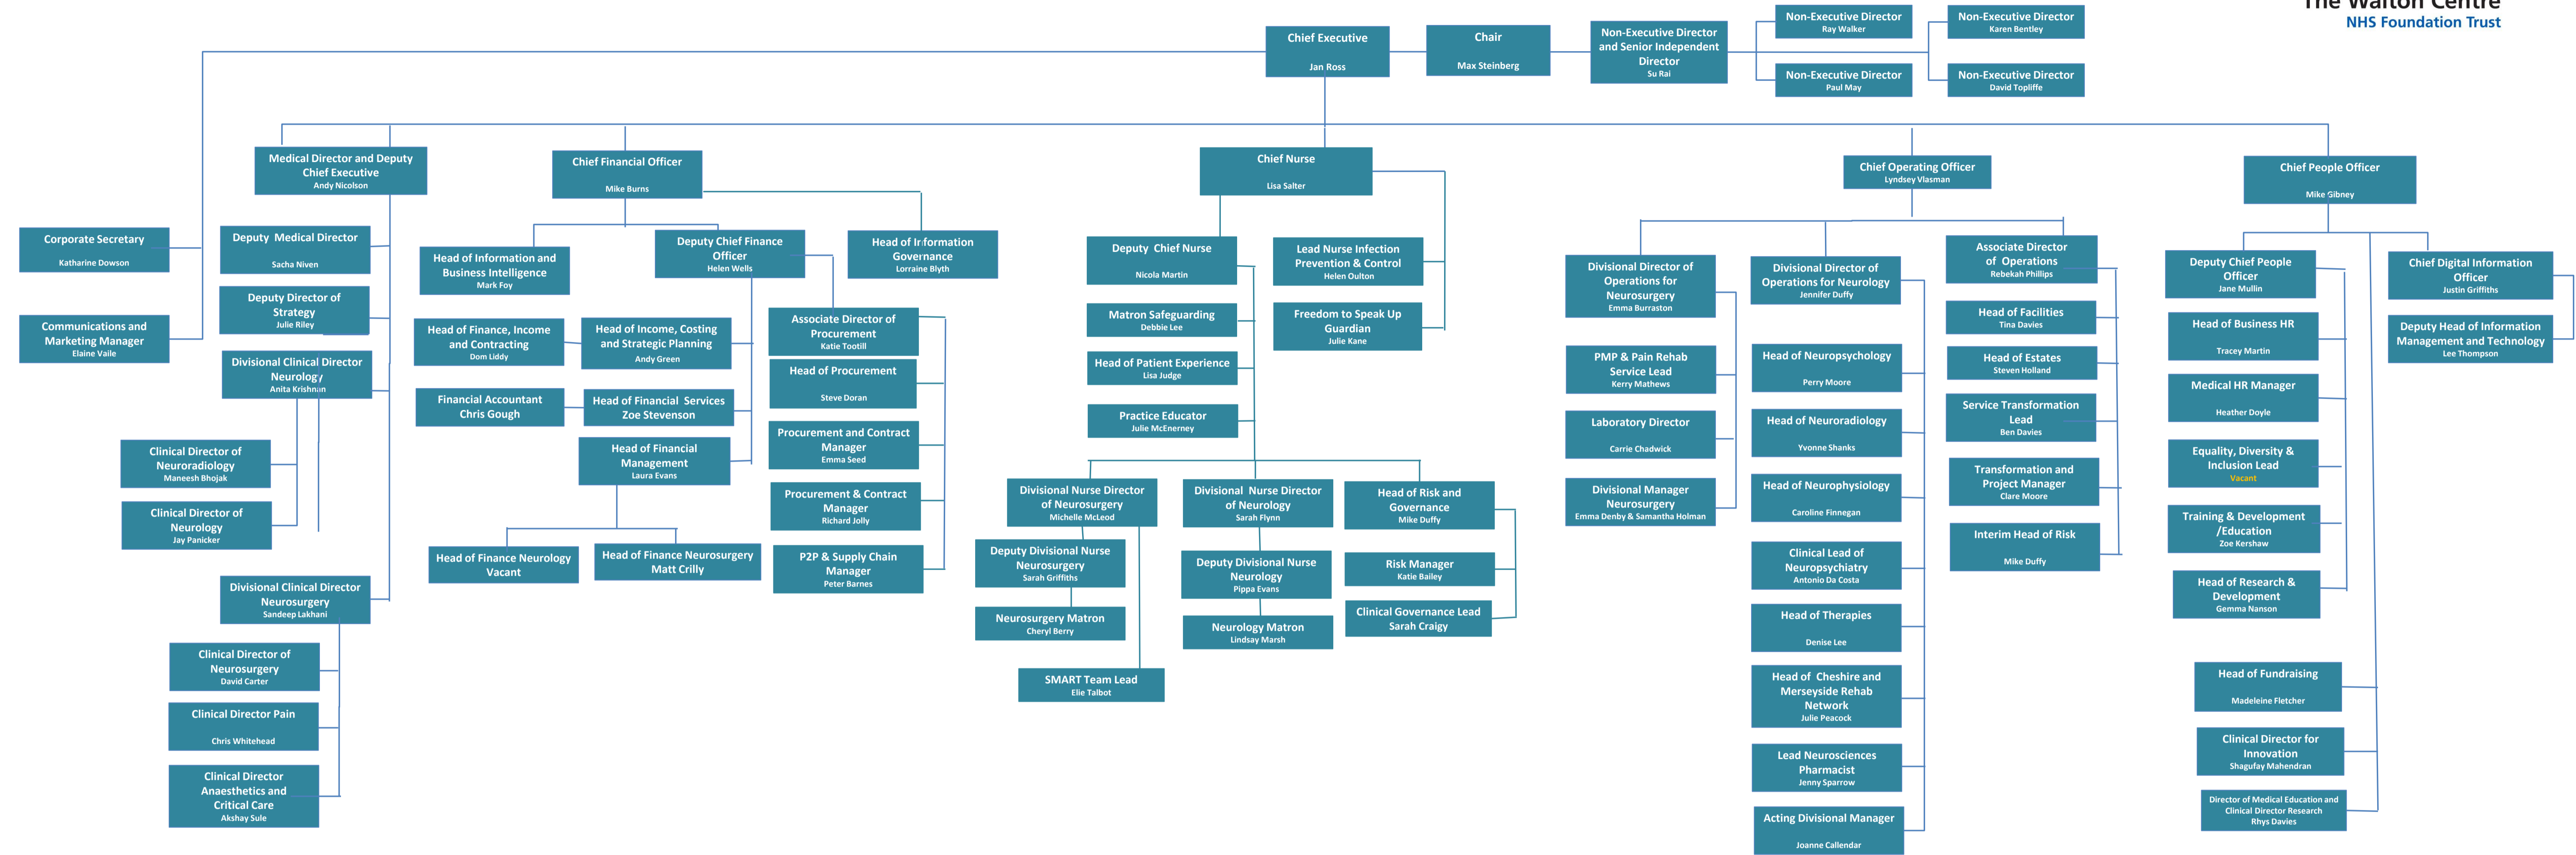 The Walton Centre
NHS Foundation Trust
Chief Executive
Jan Ross
Chair
Max Steinberg
Non-Executive Director
and Senior Independent
Director
Su Rai
Non-Executive Director
Ray Walker
Non-Executive Director
Karen Bentley
Non-Executive Director
Paul May
Non-Executive Director
David Topliffe
Corporate Secretary
Katharine Dowson
Communications and
Marketing Manager
Elaine Vaile
Medical Director and Deputy
Chief Executive
Andy Nicolson
Deputy Medical Director
Sacha Niven
Deputy Director of
Strategy
Julie Riley
Divisional Clinical Director
Neurology
Anita Krishnan
Clinical Director of
Neuroradiology
Maneesh Bhojak
Clinical Director of
Neurology
Jay Panicker
Divisional Clinical Director
Neurosurgery
Sandeep Lakhani
Clinical Director of
Neurosurgery
David Carter
Clinical Director Pain
Chris Whitehead
Clinical Director
Anaesthetics and
Critical Care
Akshay Sule
Chief Financial Officer
Mike Burns
Head of Information and
Business Intelligence
Mark Foy
Deputy Chief Finance
Officer
Helen Wells
Head of Information
Governance
Lorraine Blyth
Head of Finance, Income
and Contracting
Dom Liddy
Head of Income, Costing
and Strategic Planning
Andy Green
Financial Accountant
Chris Gough
Head of Financial Services
Zoe Stevenson
Head of Financial
Management
Laura Evans
Head of Finance Neurology
Vacant
Head of Finance Neurosurgery
Matt Crilly
Associate Director of
Procurement
Katie Tootill
Head of Procurement
Steve Doran
Procurement and Contract
Manager
Emma Seed
Procurement & Contract
Manager
Richard Jolly
P2P & Supply Chain
Manager
Peter Barnes
Chief Nurse
Lisa Salter
Deputy Chief Nurse
Nicola Martin
Lead Nurse Infection
Prevention & Control
Helen Oulton
Matron Safeguarding
Debbie Lee
Freedom to Speak Up
Guardian
Julie Kane
Head of Patient Experience
Lisa Judge
Practice Educator
Julie McEnerney
Divisional Nurse Director
of Neurosurgery
Michelle McLeod
Divisional Nurse Director
of Neurology
Sarah Flynn
Head of Risk and
Governance
Mike Duffy
Deputy Divisional Nurse
Neurosurgery
Sarah Griffiths
Deputy Divisional Nurse
Neurology
Pippa Evans
Risk Manager
Katie Bailey
Neurosurgery Matron
Cheryl Berry
Neurology Matron
Lindsay Marsh
Clinical Governance Lead
Sarah Craigy
SMART Team Lead
Elie Talbot
Chief Operating Officer
Lyndsey Vlasman
Divisional Director of
Operations for
Neurosurgery
Emma Burraston
PMP & Pain Rehab
Service Lead
Kerry Mathews
Laboratory Director
Carrie Chadwick
Divisional Manager
Neurosurgery
Emma Denby & Samantha Holman
Divisional Director of
Operations for Neurology
Jennifer Duffy
Head of Neuropsychology
Perry Moore
Head of Neuroradiology
Yvonne Shanks
Head of Neurophysiology
Caroline Finnegan
Clinical Lead of
Neuropsychiatry
Antonio Da Costa
Head of Therapies
Denise Lee
Head of Cheshire and
Merseyside Rehab
Network
Julie Peacock
Lead Neurosciences
Pharmacist
Jenny Sparrow
Acting Divisional Manager
Joanne Callendar
Associate Director
of Operations
Rebekah Phillips
Head of Facilities
Tina Davies
Head of Estates
Steven Holland
Service Transformation
Lead
Ben Davies
Transformation and
Project Manager
Clare Moore
Interim Head of Risk
Mike Duffy
Chief People Officer
Mike Gibney
Deputy Chief People
Officer
Jane Mullin
Chief Digital Information
Officer
Justin Griffiths
Head of Business HR
Tracey Martin
Deputy Head of Information
Management and Technology
Lee Thompson
Medical HR Manager
Heather Doyle
Equality, Diversity &
Inclusion Lead
Vacant
Training & Development
/Education
Zoe Kershaw
Head of Research &
Development
Gemma Nanson
Head of Fundraising
Madeleine Fletcher
Clinical Director for
Innovation
Shagufay Mahendran
Director of Medical Education and
Clinical Director Research
Rhys Davies